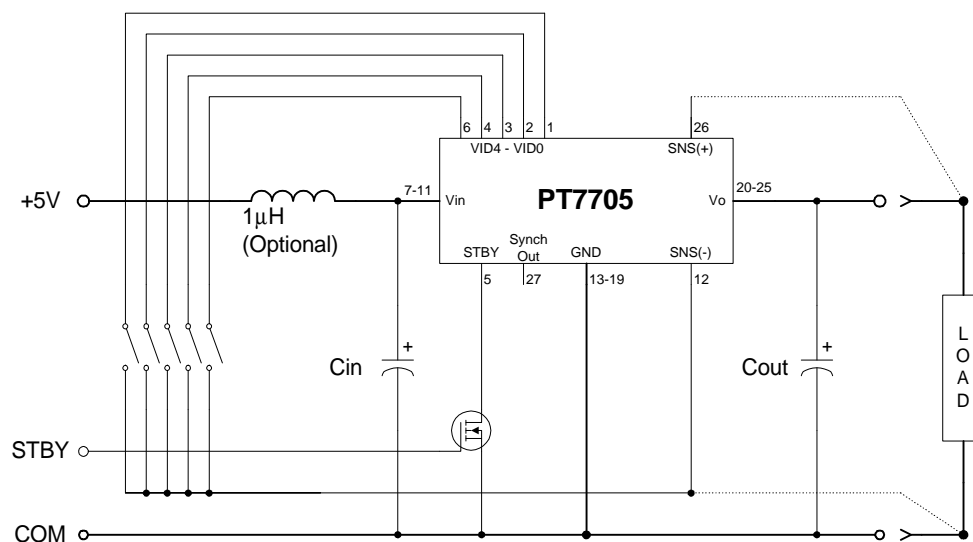 6 4 3 2 1
26
VID4 - VID0
SNS(+)
+5V
1μH
(Optional)
7-11
Vin
PT7705
Vo
20-25
STBY
Synch
Out
GND
SNS(-)
5
27
13-19
12
+
Cin
+
Cout
L
O
A
D
STBY
COM